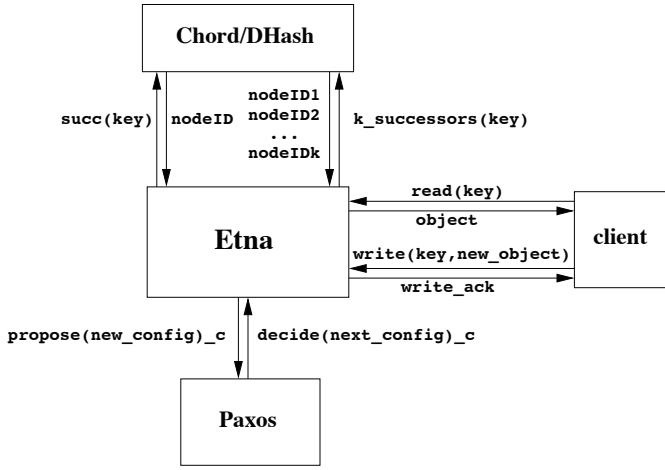 Chord/DHash
succ(key)
nodeID
nodeID1
nodeID2
...
nodeIDk
k_successors(key)
Etna
read(key)
object
write(key,new_object)
write_ack
client
propose(new_config)_c
decide(next_config)_c
Paxos